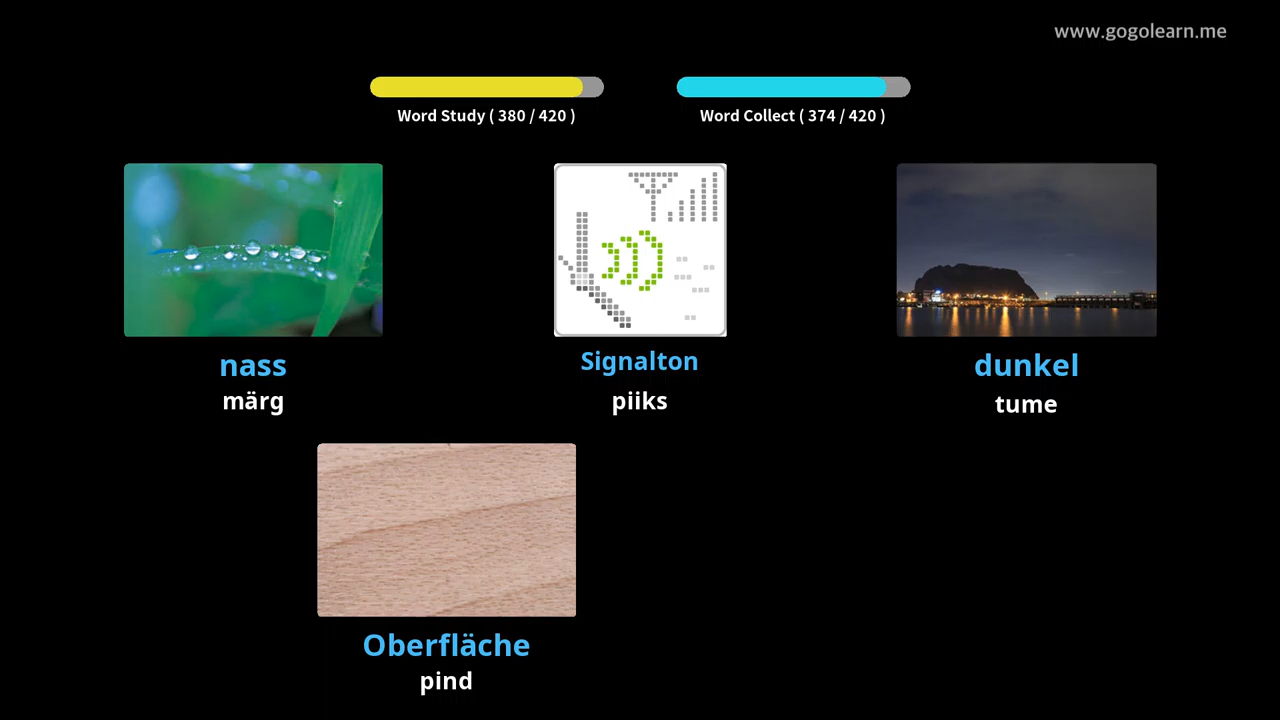 www.gogolearn.me
Word Study ( 380 / 420 )
Word Collect ( 374 / 420 )
nass
märg
Signalton
piiks
dunkel
tume
Oberfläche
pind